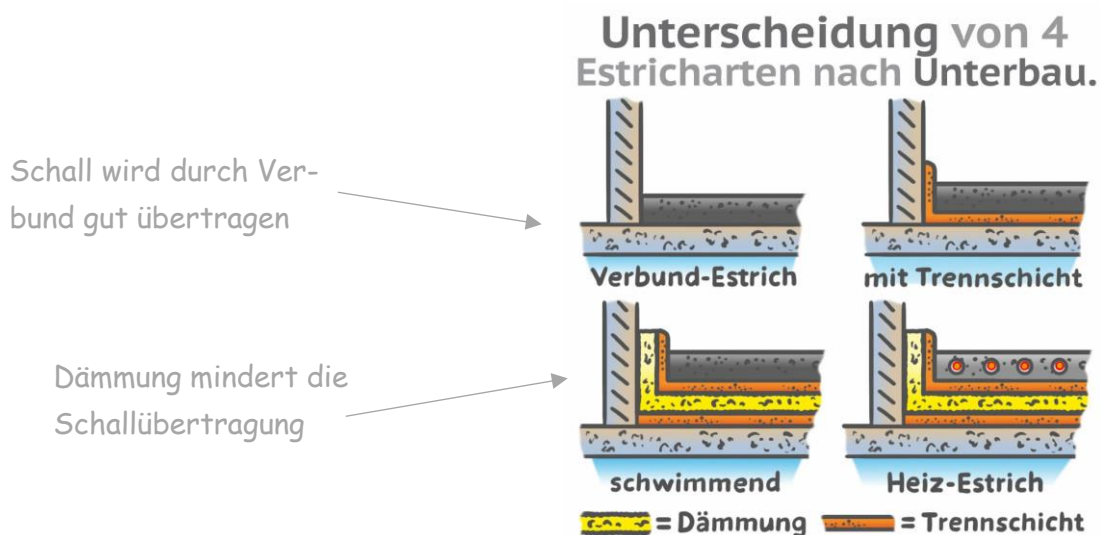 Unterscheidung von 4
Estricharten nach Unterbau.
Schall wird durch Ver-
bund gut übertragen
Verbund-Estrich
mit Trennschicht
Dämmung mindert die
Schallübertragung
schwimmend
Heiz-Estrich
= Dämmung
= Trennschicht